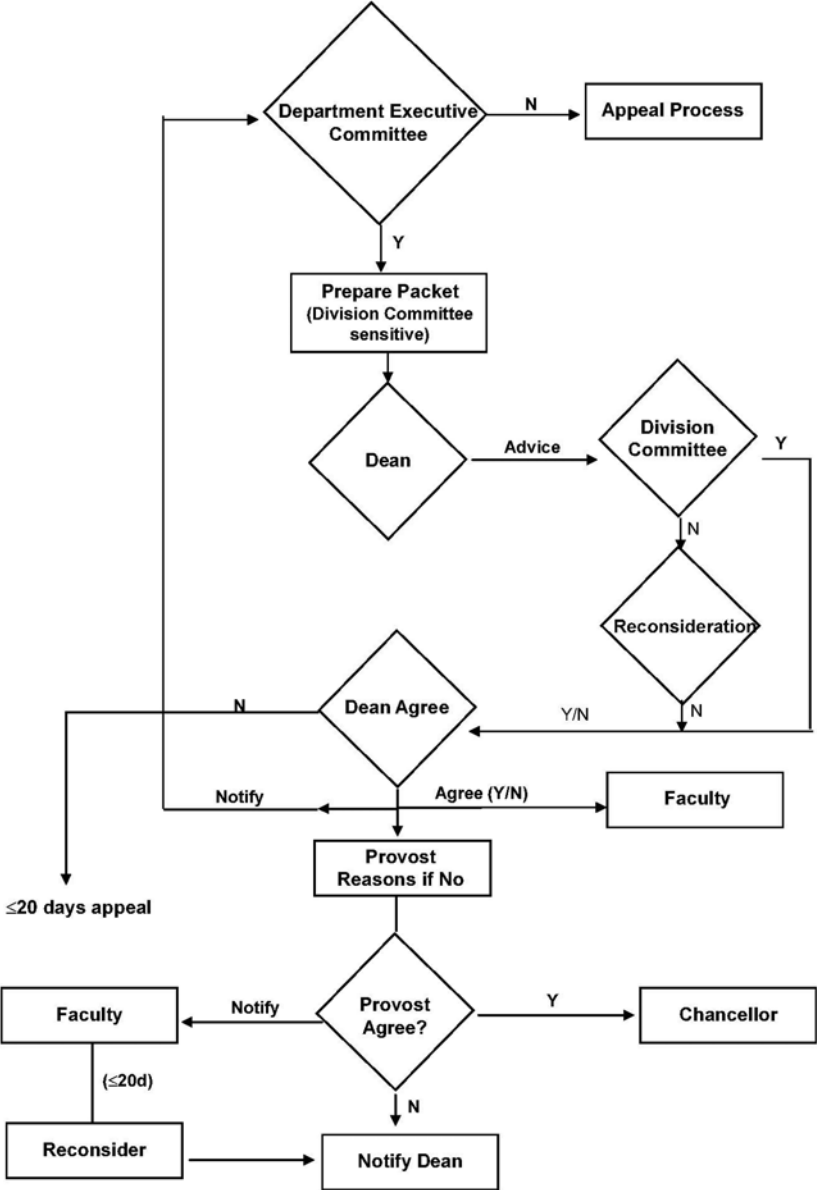 Department Executive
Committee
N
Appeal Process
Y
Prepare Packet
(Division Committee
sensitive)
Dean
Advice
Division
Committee
Y
N
Reconsideration
Dean Agree
N
Y/N
N
Notify
Agree (Y/N)
Faculty
Provost
Reasons if No
≤20 days appeal
Faculty
Notify
Provost
Agree?
Y
Chancellor
(≤20d)
N
Reconsider
Notify Dean